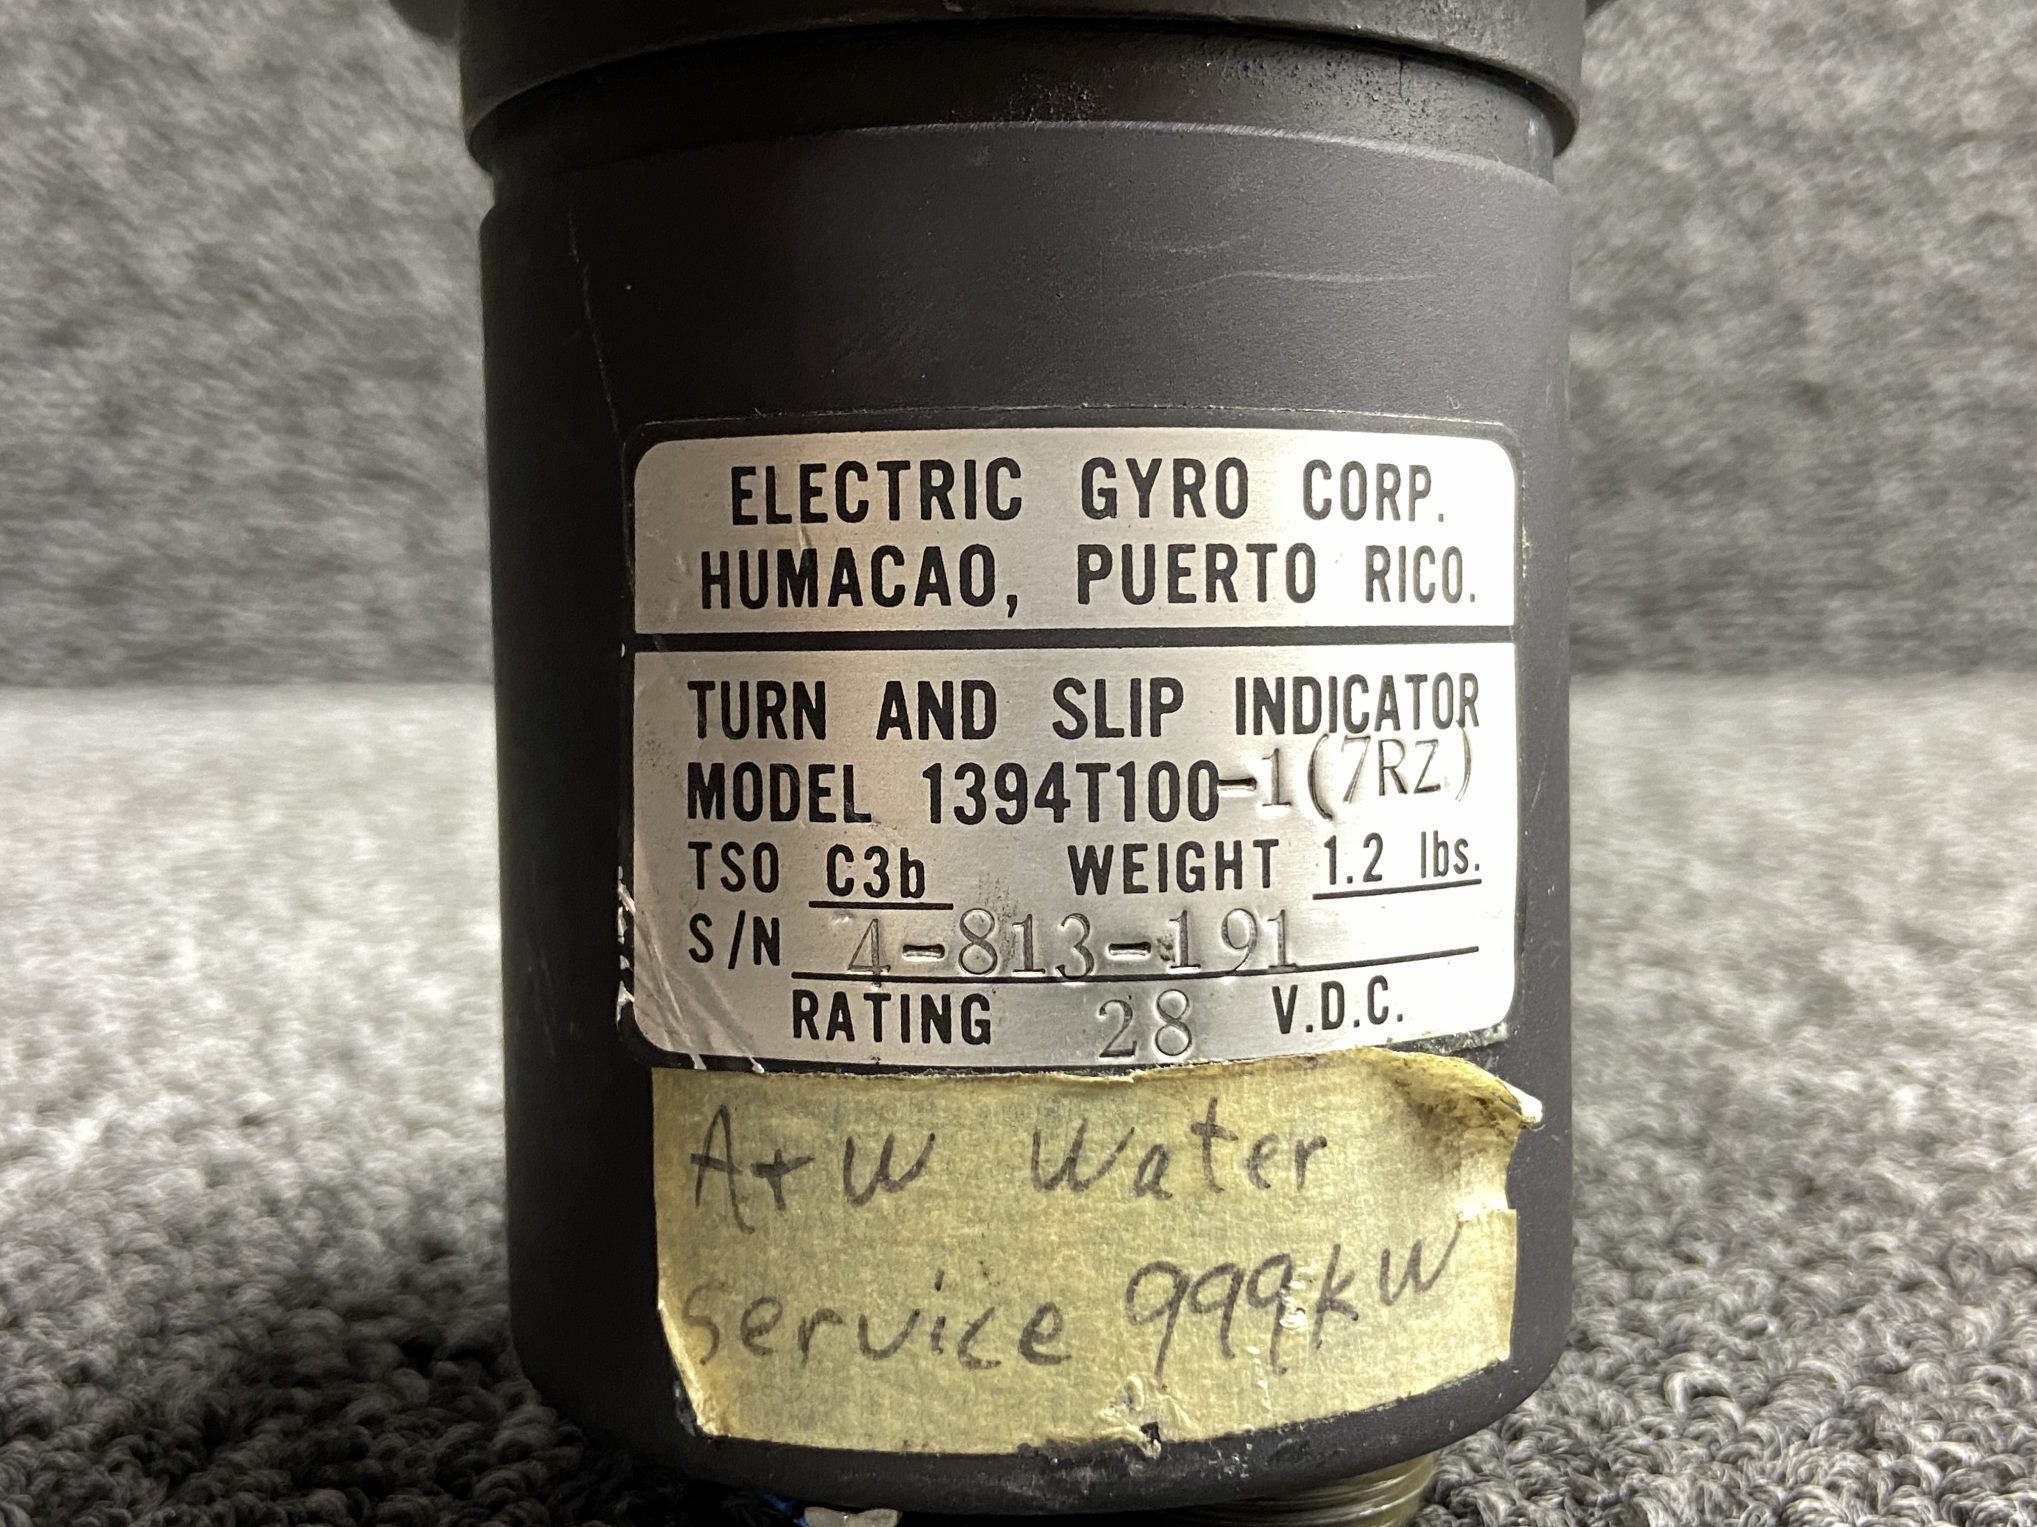 ELECTRIC GYRO CORP.
HUMACAO, PUERTO RICO.
TURN AND SLIP INDICATOR
MODEL 1394T100-1(7RZ)
TSO C3b WEIGHT 1.2 lbs.
S/N 4-813-191
RATING 28 V.D.C.
A+W Water
Service 999kW